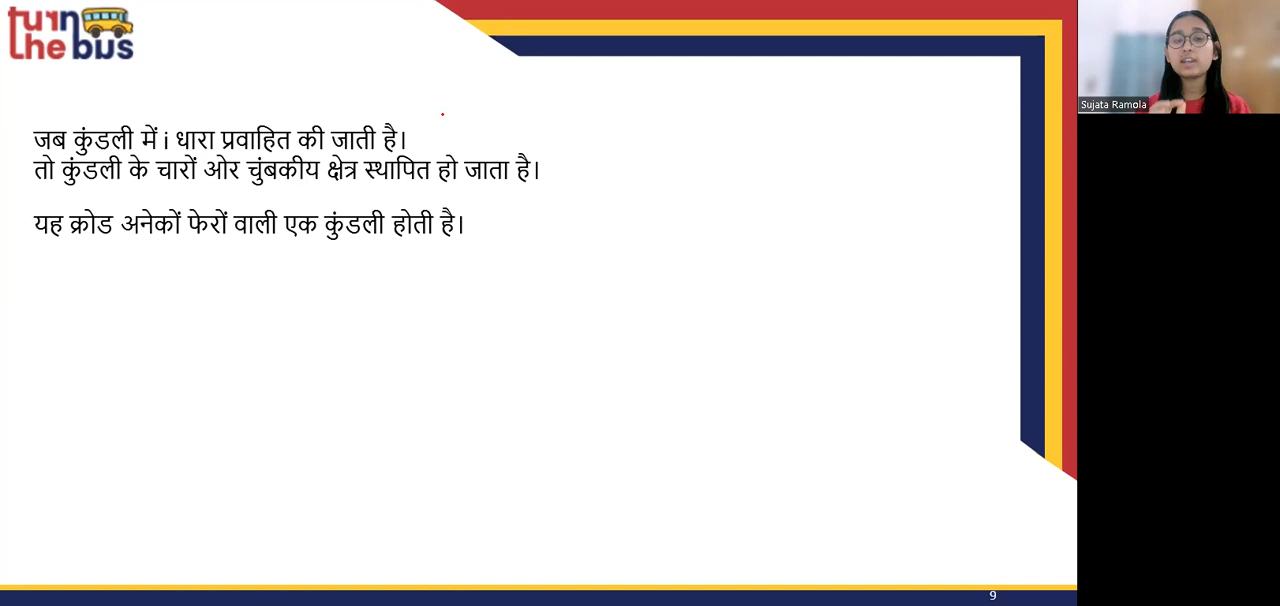 turn
the bus
जब कुंडली में i धारा प्रवाहित की जाती है।
तो कुंडली के चारों ओर चुंबकीय क्षेत्र स्थापित हो जाता है।
यह क्रोड अनेकों फेरों वाली एक कुंडली होती है।
Sujata Ramola
9